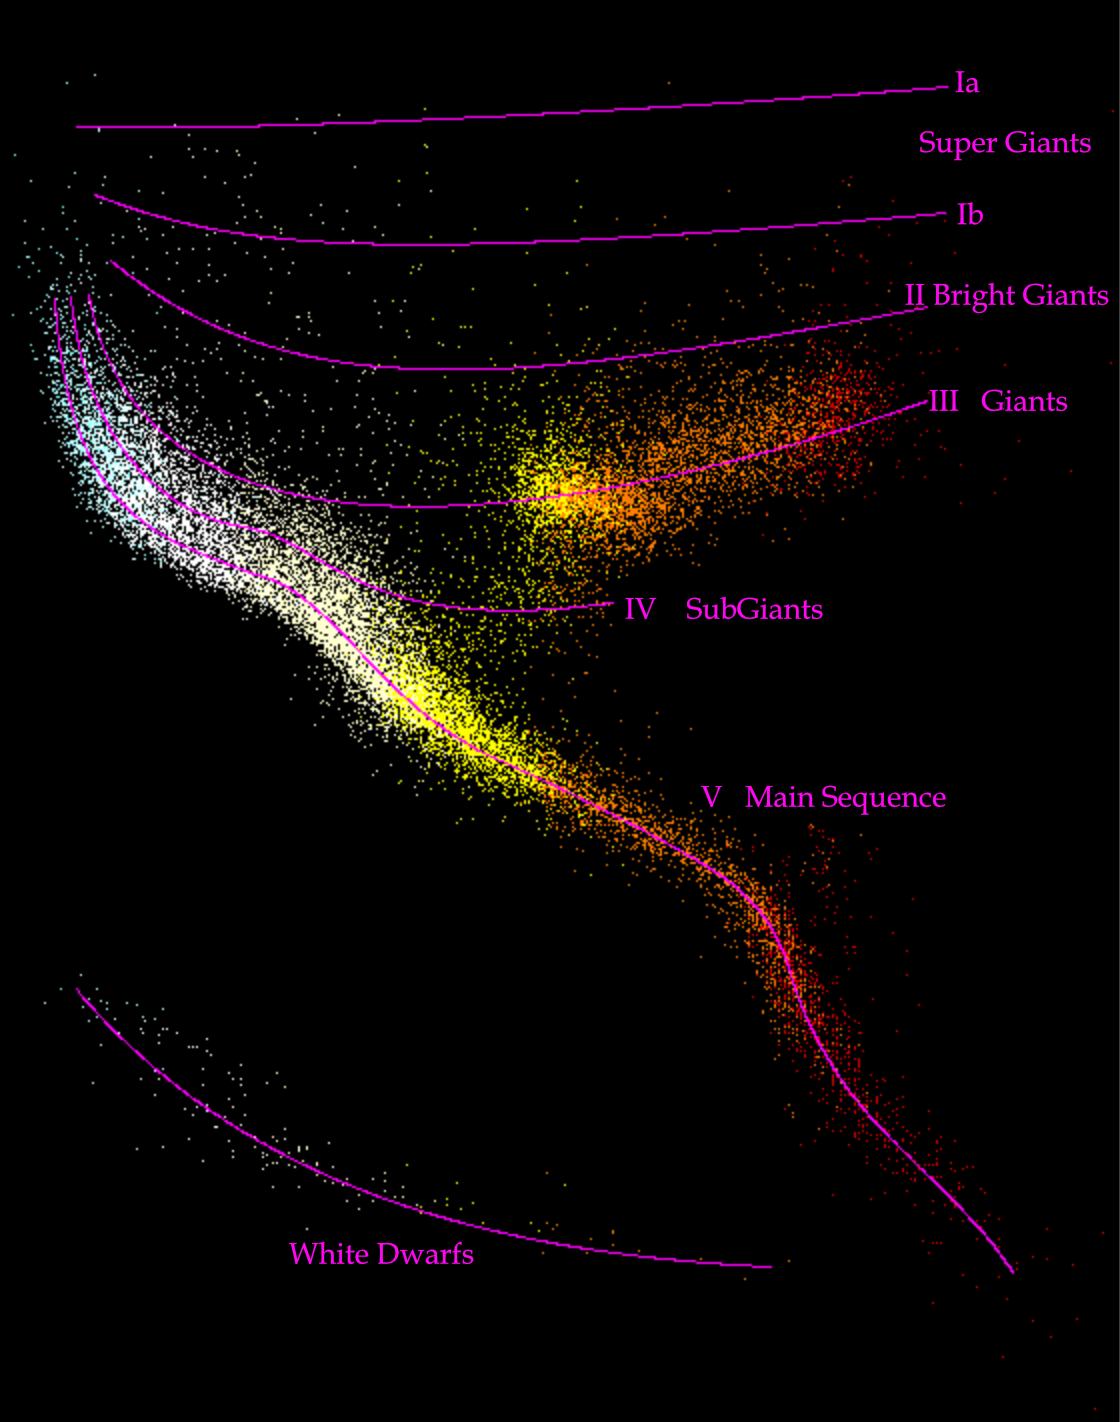 Ia
Super Giants
Ib
II Bright Giants
III Giants
IV SubGiants
V Main Sequence
White Dwarfs